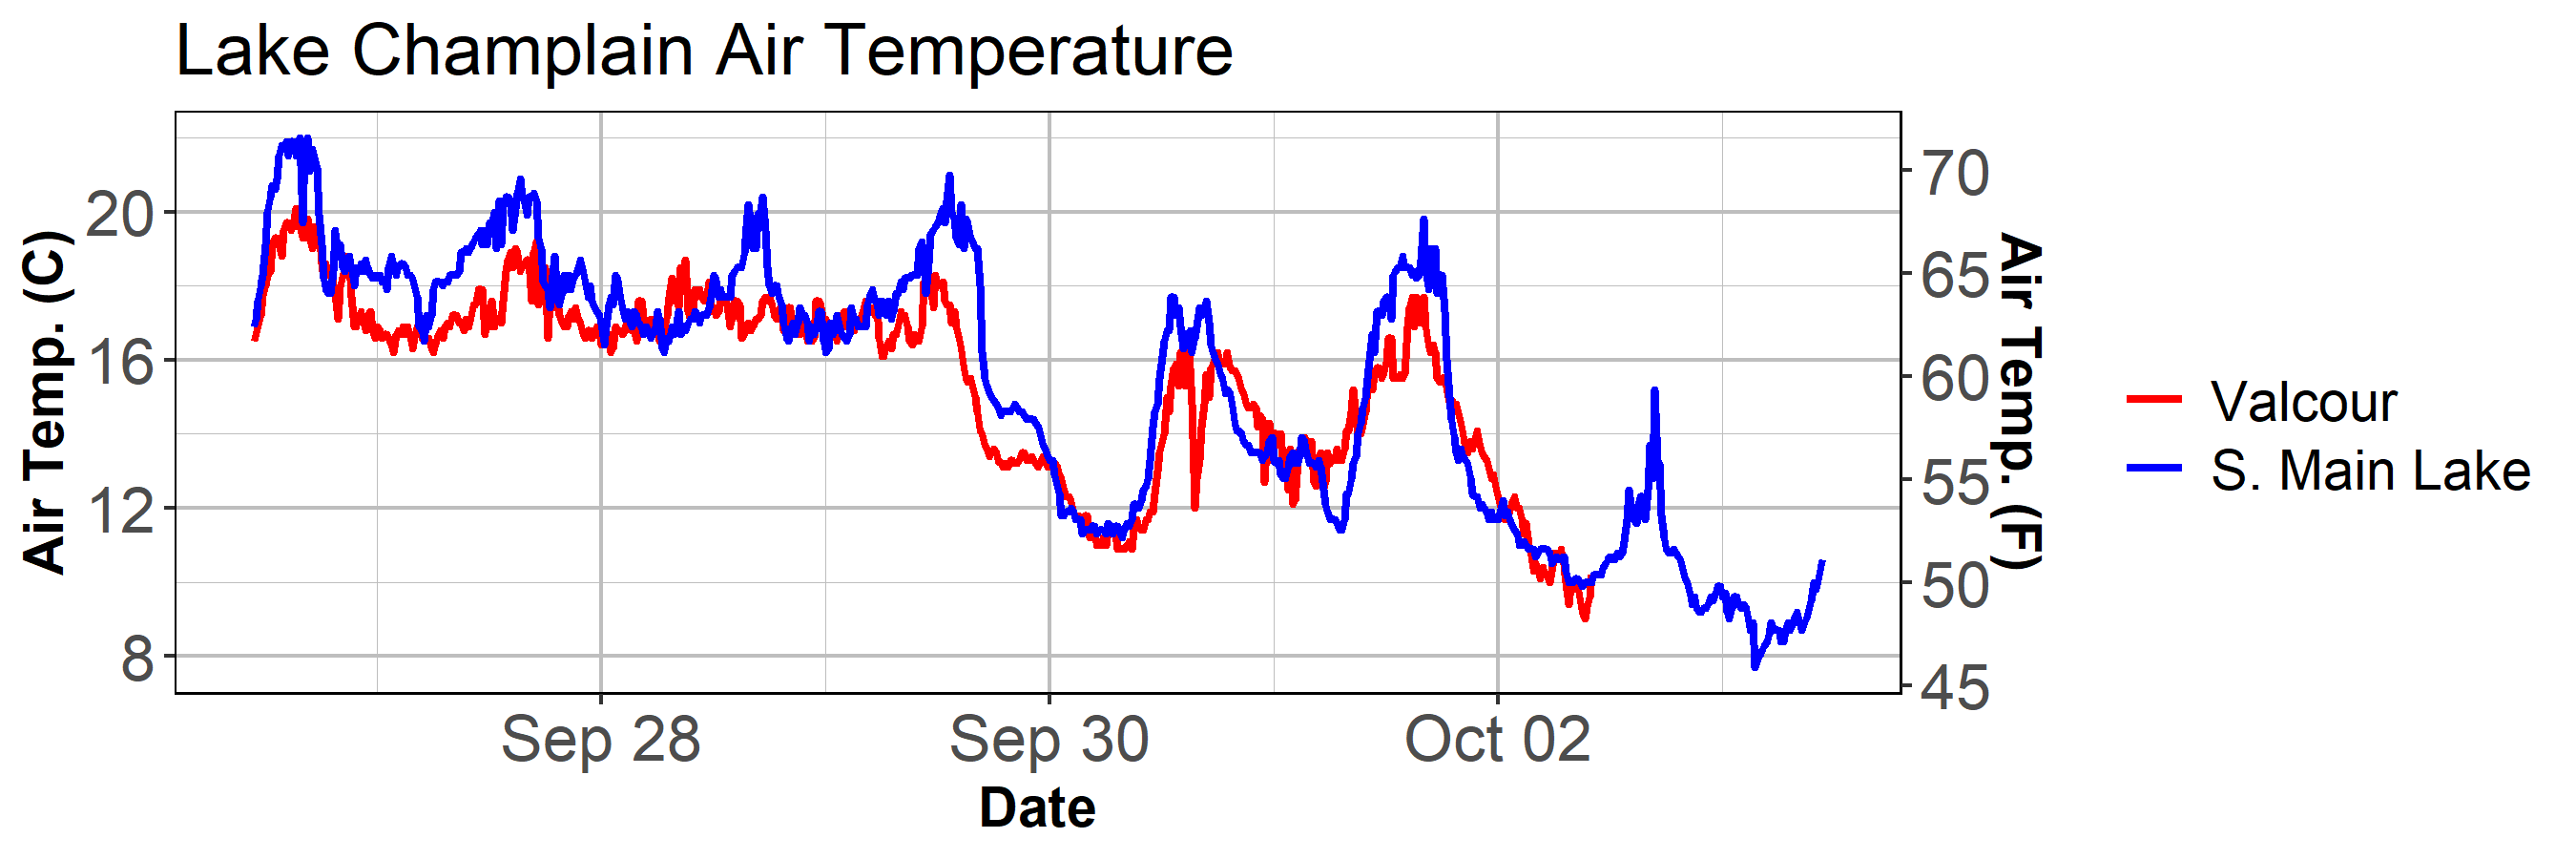 Lake Champlain Air Temperature
Air Temp. (C)
20
16
12
8
70
65
60
55
50
45
Air Temp. (F)
Sep 28
Sep 30
Oct 02
Date
Valcour
S. Main Lake